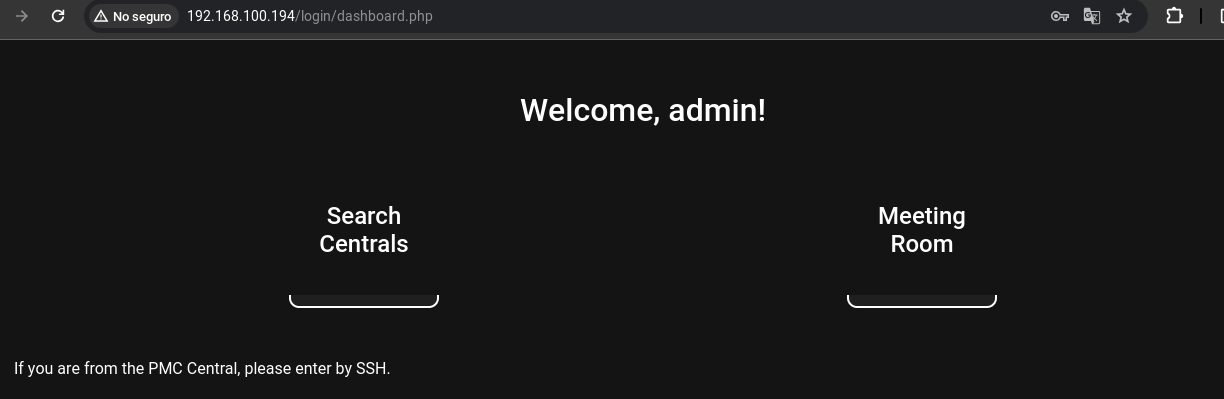 No seguro 192.168.100.194/login/dashboard.php
Welcome, admin!
Search
Centrals
Meeting
Room
If you are from the PMC Central, please enter by SSH.